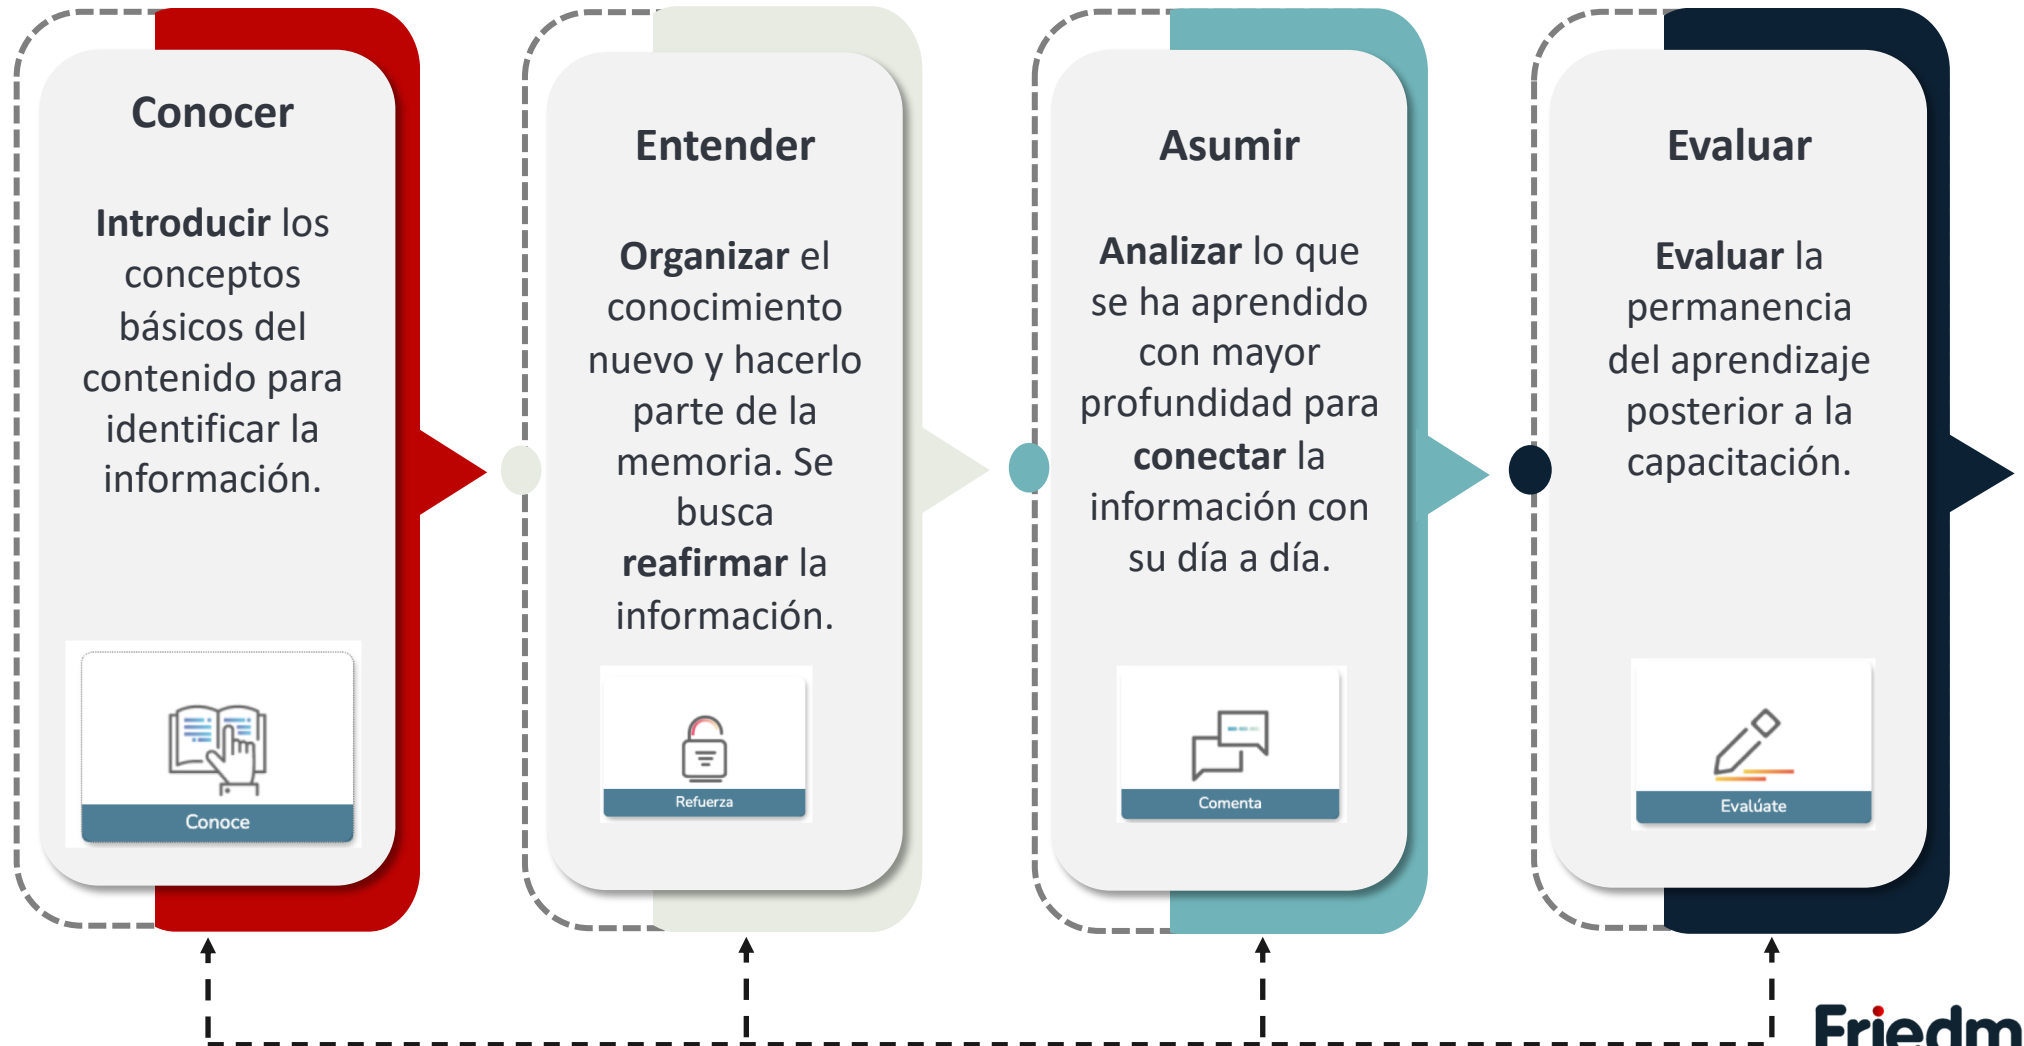 Conocer
Introducir los
conceptos
básicos del
contenido para
identificar la
información.
Conoce
Entender
Organizar el
conocimiento
nuevo y hacerlo
parte de la
memoria. Se
busca
reafirmar la
información.
Refuerza
Asumir
Analizar lo que
se ha aprendido
con mayor
profundidad para
conectar la
información con
su día a día.
Comenta
Evaluar
Evaluar la
permanencia
del aprendizaje
posterior a la
capacitación.
Evalúate
Friedm